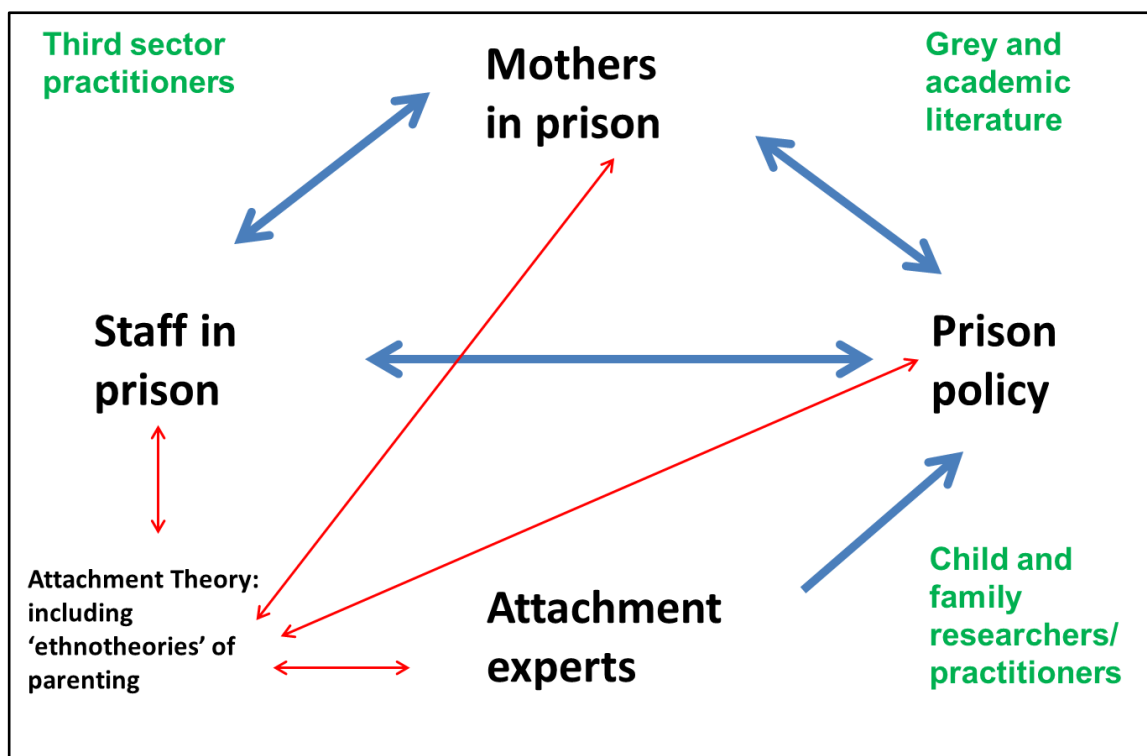 Third sector
practitioners
Mothers
in prison
Grey and
academic
literature
Staff in
prison
Prison
policy
Attachment Theory:
including
‘ethnotheories’ of
parenting
Attachment
experts
Child and
family
researchers/
practitioners